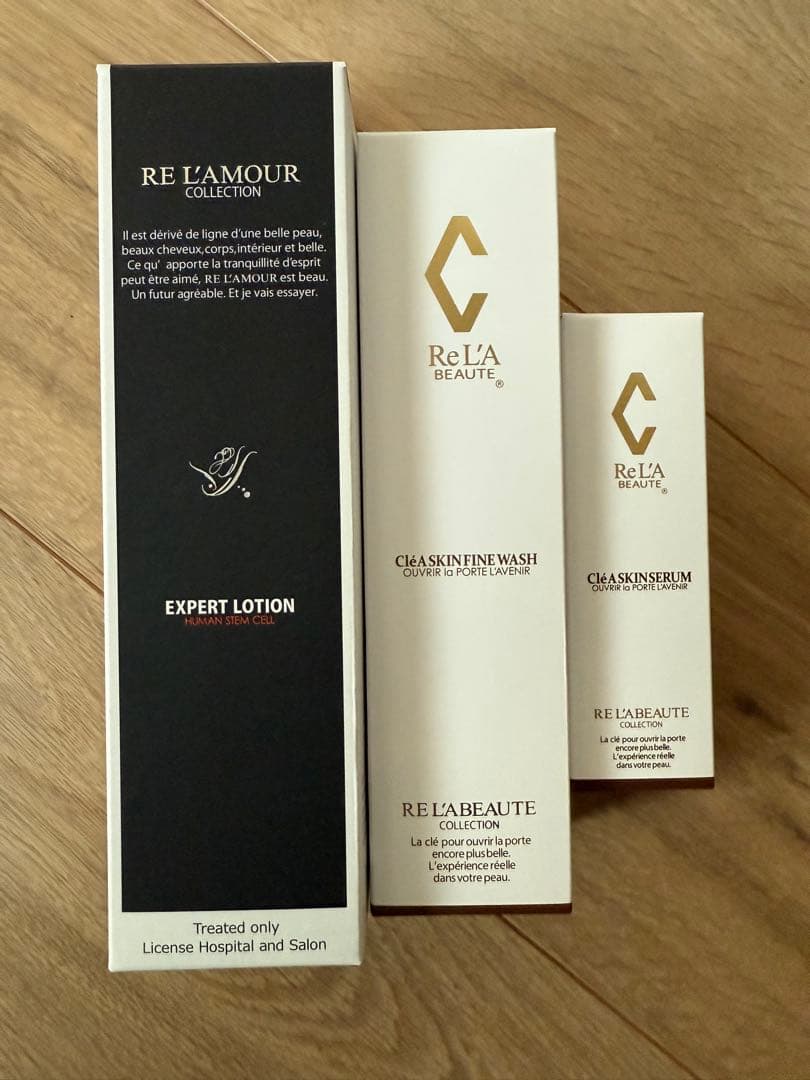 RE L'AMOUR
COLLECTION
Il est dérivé de ligne d'une belle peau,
beaux cheveux,corps,intérieur et belle.
Ce qu' apporte la tranquillité d'esprit
peut être aimé, RE L'AMOUR est beau.
Un futur agréable. Et je vais essayer.
EXPERT LOTION
HUMAN STEM CELL
Treated only
License Hospital and Salon
C
Re L'A
BEAUTE®
CléA SKIN FINE WASH
OUVRIR la PORTE L'AVENIR
RE L'ABEAUTE
COLLECTION
La clé pour ouvrir la porte
encore plus belle.
L'expérience réelle
dans votre peau.
C
Re L'A
BEAUTE®
CléA SKIN SERUM
OUVRIR la PORTE L'AVENIR
RE L'ABEAUTE
COLLECTION
La clé pour ouvrir la porte
encore plus belle.
L'expérience réelle
dans votre peau.